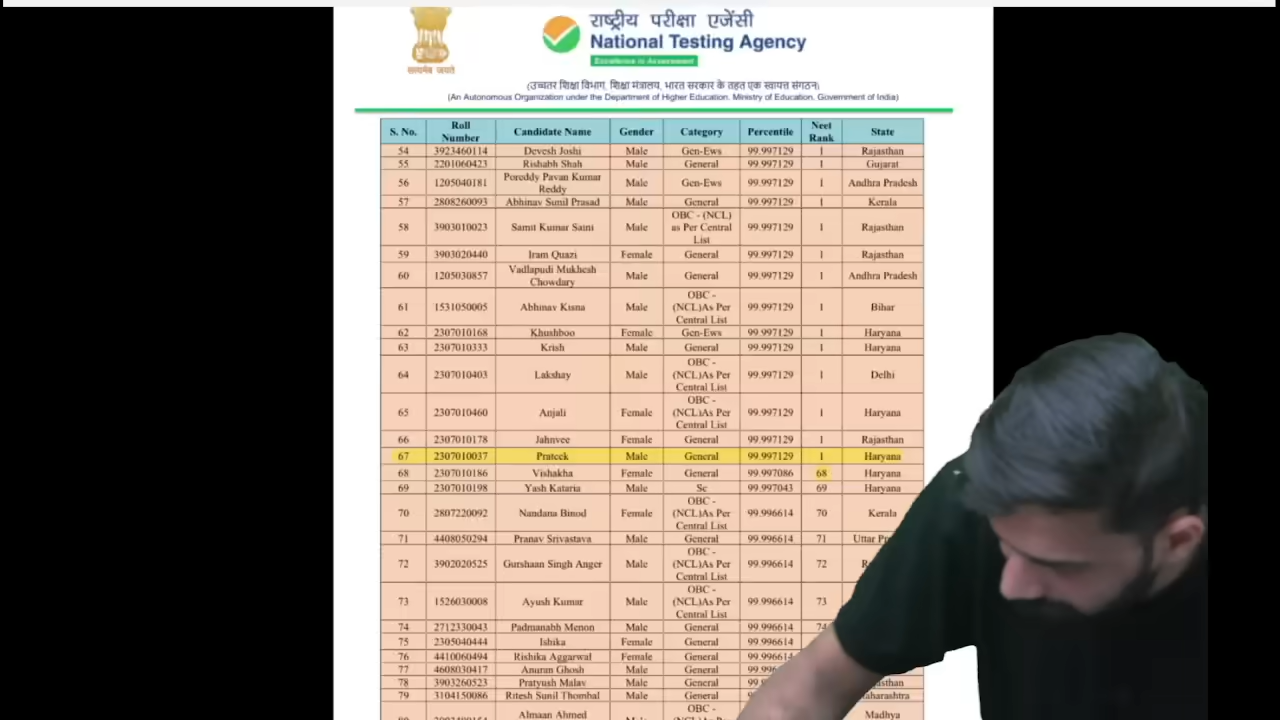 सत्यमेव जयते
राष्ट्रीय परीक्षा एजेंसी
National Testing Agency
Excellence in Assessment
(उच्चतर शिक्षा विभाग, शिक्षा मंत्रालय, भारत सरकार के तहत एक स्वायत्त संगठन)
(An Autonomous Organization under the Department of Higher Education, Ministry of Education, Government of India)
S. No. Roll Number Candidate Name Gender Category Percentile Neet Rank State
54 3923460114 Devesh Joshi Male Gen-Ews 99.997129 1 Rajasthan
55 2201060423 Rishabh Shah Male General 99.997129 1 Gujarat
56 1205040181 Poreddy Pavan Kumar Reddy Male Gen-Ews 99.997129 1 Andhra Pradesh
57 2808260093 Abhinav Sunil Prasad Male General 99.997129 1 Kerala
58 3903010023 Samit Kumar Saini Male OBC - (NCL) as Per Central List 99.997129 1 Rajasthan
59 3903020440 Iram Quazi Female General 99.997129 1 Rajasthan
60 1205030857 Vadlapudi Mukhesh Chowdary Male General 99.997129 1 Andhra Pradesh
61 1531050005 Abhinav Kisna Male OBC - (NCL)As Per Central List 99.997129 1 Bihar
62 2307010168 Khushboo Female Gen-Ews 99.997129 1 Haryana
63 2307010333 Krish Male General 99.997129 1 Haryana
64 2307010403 Lakshay Male OBC - (NCL)As Per Central List 99.997129 1 Delhi
65 2307010460 Anjali Female OBC - (NCL)As Per Central List 99.997129 1 Haryana
66 2307010178 Jahnvee Female General 99.997129 1 Rajasthan
67 2307010037 Prateek Male General 99.997129 1 Haryana
68 2307010186 Vishakha Female General 99.997086 68 Haryana
69 2307010198 Yash Kataria Male Sc 99.997043 69 Haryana
70 2807220092 Nandana Binod Female OBC - (NCL)As Per Central List 99.996614 70 Kerala
71 4408050294 Pranav Srivastava Male General 99.996614 71 Uttar
72 3902020525 Gurshaan Singh Anger Male OBC - (NCL)As Per Central List 99.996614 72
73 1526030008 Ayush Kumar Male OBC - (NCL)As Per Central List 99.996614 73
74 2712330043 Padmanabh Menon Male General 99.996614 74
75 2305040444 Ishika Female General 99.996614
76 4410060494 Rishika Aggarwal Female General 99.996614
77 4608030417 Anuran Ghosh Male General
78 3903260523 Pratyush Malav Male General
79 3104150086 Ritesh Sunil Thombal Male General
Almaan Ahmed OBC - Madhya